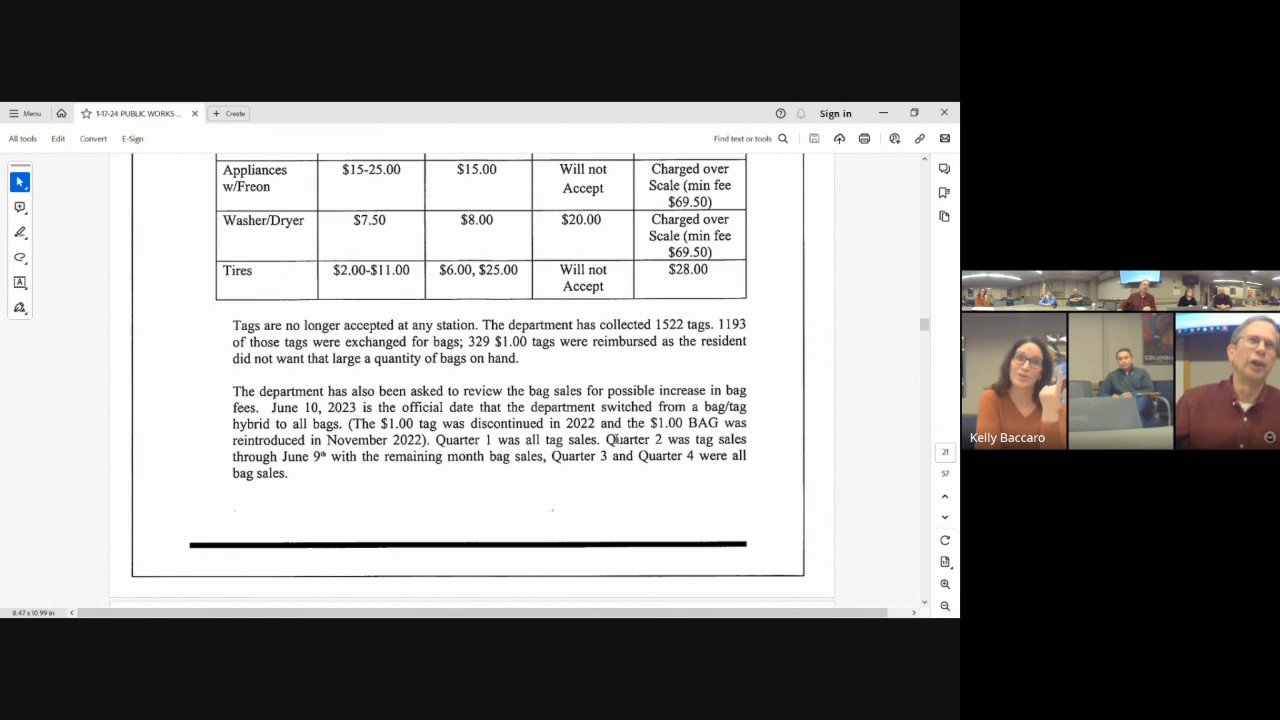 Menu
1-17-24 PUBLIC WORKS ...
Create
Sign in
All tools
Edit
Convert
E-Sign
Find text or tools
Appliances w/Freon $15-25.00 $15.00 Will not Accept Charged over Scale (min fee $69.50)
Washer/Dryer $7.50 $8.00 $20.00 Charged over Scale (min fee $69.50)
Tires $2.00-$11.00 $6.00, $25.00 Will not Accept $28.00
Tags are no longer accepted at any station. The department has collected 1522 tags. 1193
of those tags were exchanged for bags; 329 $1.00 tags were reimbursed as the resident
did not want that large a quantity of bags on hand.
The department has also been asked to review the bag sales for possible increase in bag
fees. June 10, 2023 is the official date that the department switched from a bag/tag
hybrid to all bags. (The $1.00 tag was discontinued in 2022 and the $1.00 BAG was
reintroduced in November 2022). Quarter 1 was all tag sales. Quarter 2 was tag sales
through June 9th with the remaining month bag sales, Quarter 3 and Quarter 4 were all
bag sales.
21
57
8.47 x 10.99 in
Kelly Baccaro